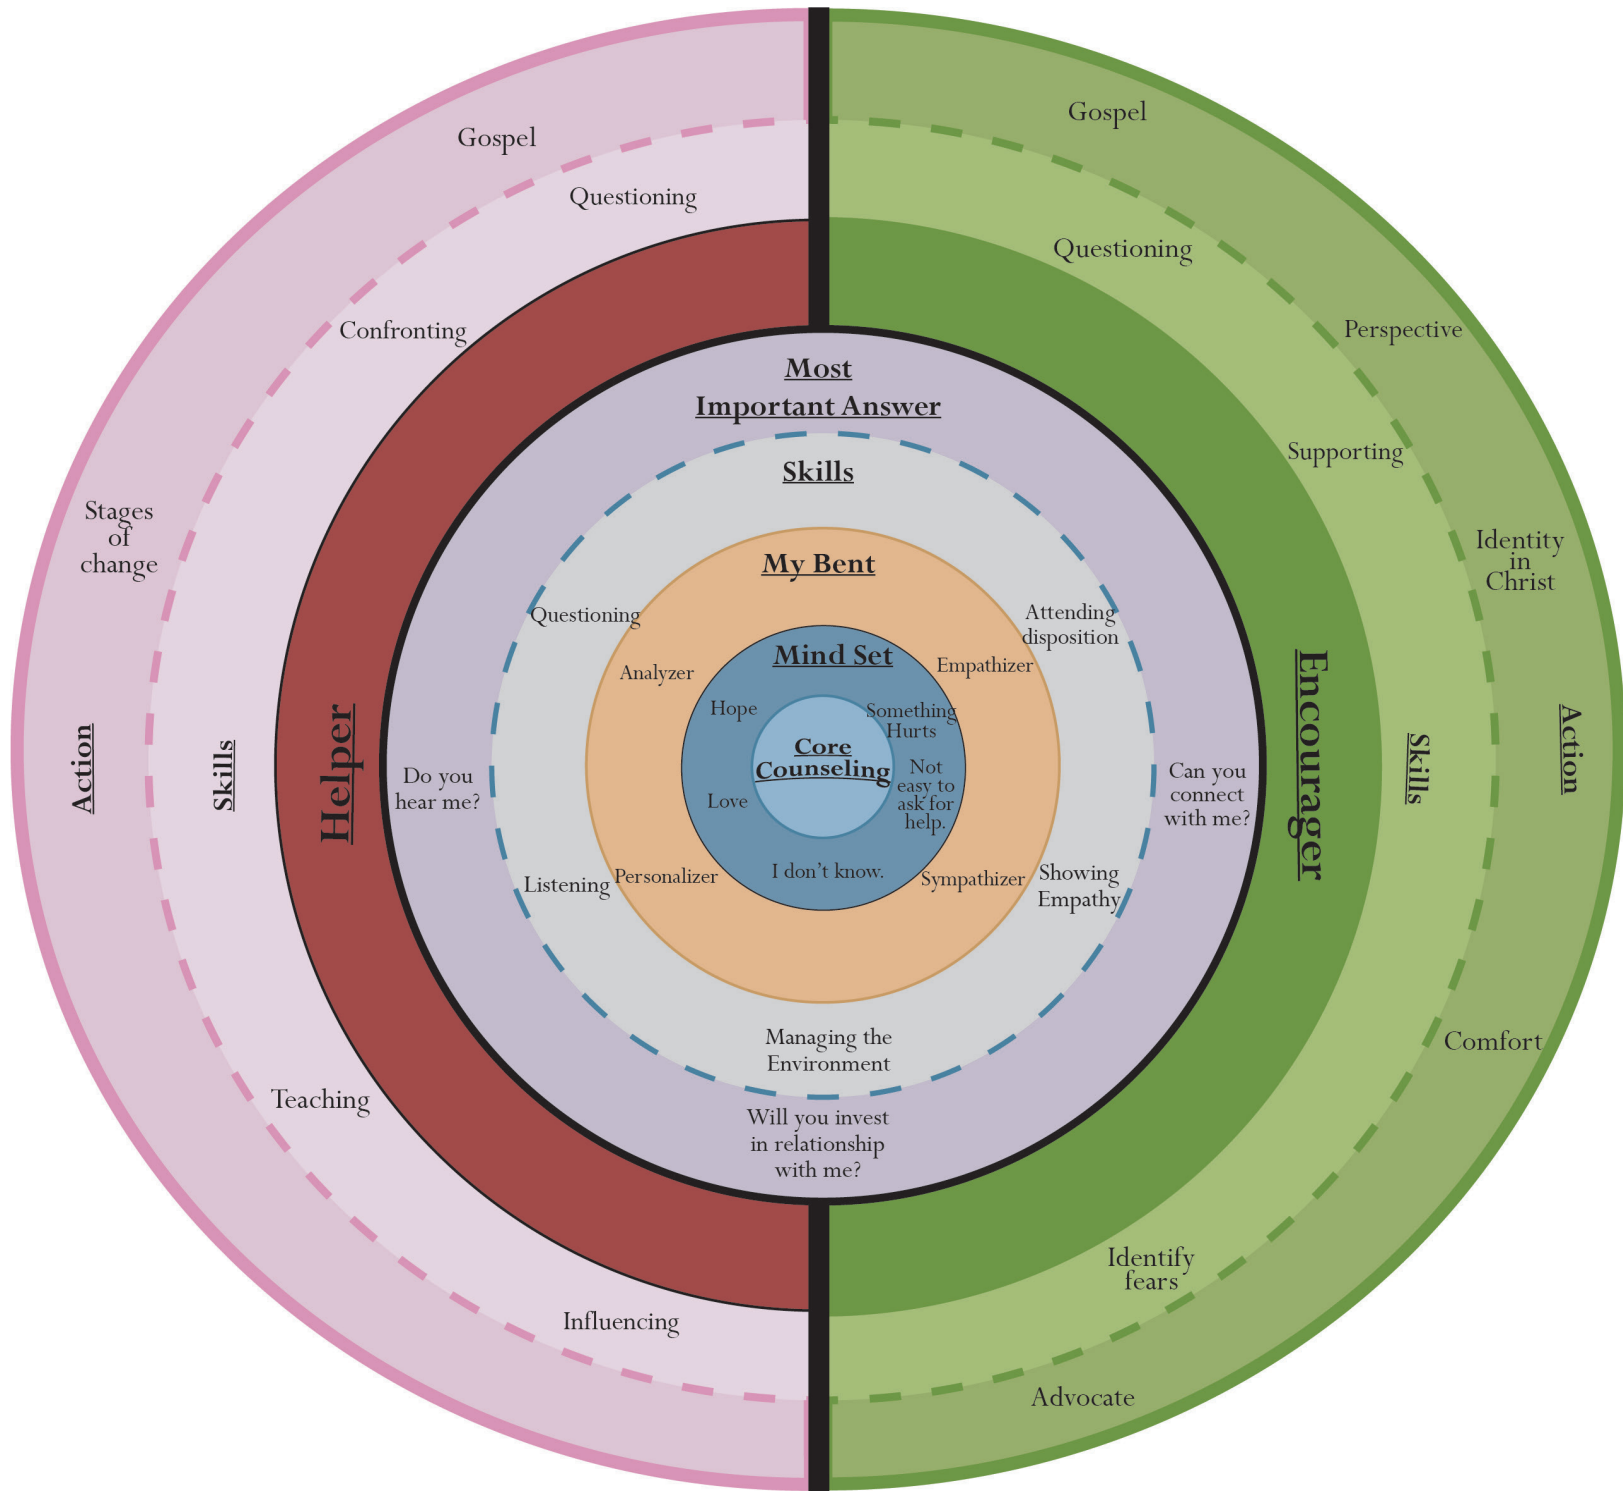 Gospel
Questioning
Confronting
Stages
of
change
Action
Skills
Helper
Teaching
Influencing
Most
Important Answer
Skills
My Bent
Mind Set
Core
Counseling
Hope
Love
Something
Hurts
Not
easy to
ask for
help.
I don't know.
Analyzer
Empathizer
Personalizer
Sympathizer
Questioning
Attending
disposition
Listening
Showing
Empathy
Managing the
Environment
Do you
hear me?
Can you
connect
with me?
Will you invest
in relationship
with me?
Gospel
Questioning
Perspective
Supporting
Identity
in
Christ
Encourager
Skills
Action
Comfort
Identify
fears
Advocate